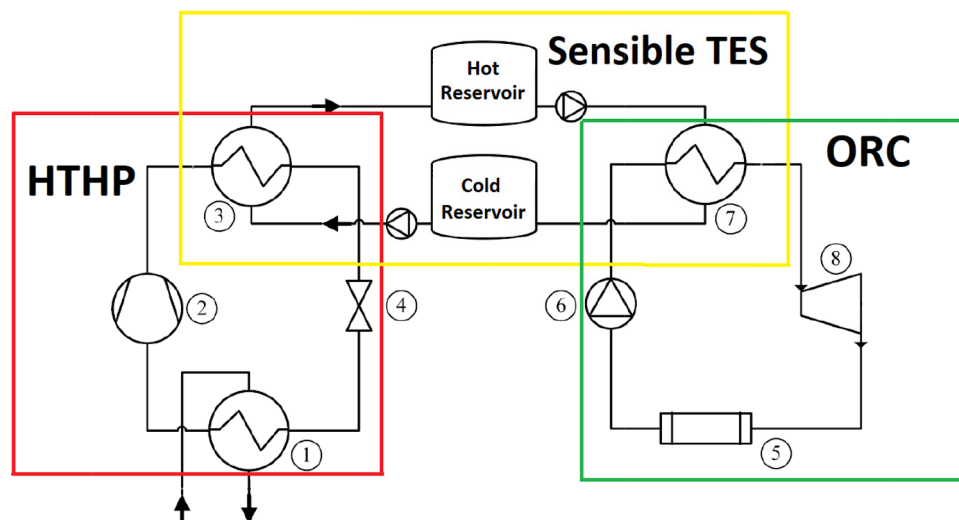 Sensible TES
Hot
Reservoir
HTHP
ORC
Cold
Reservoir
3
7
8
2
4
6
1
5